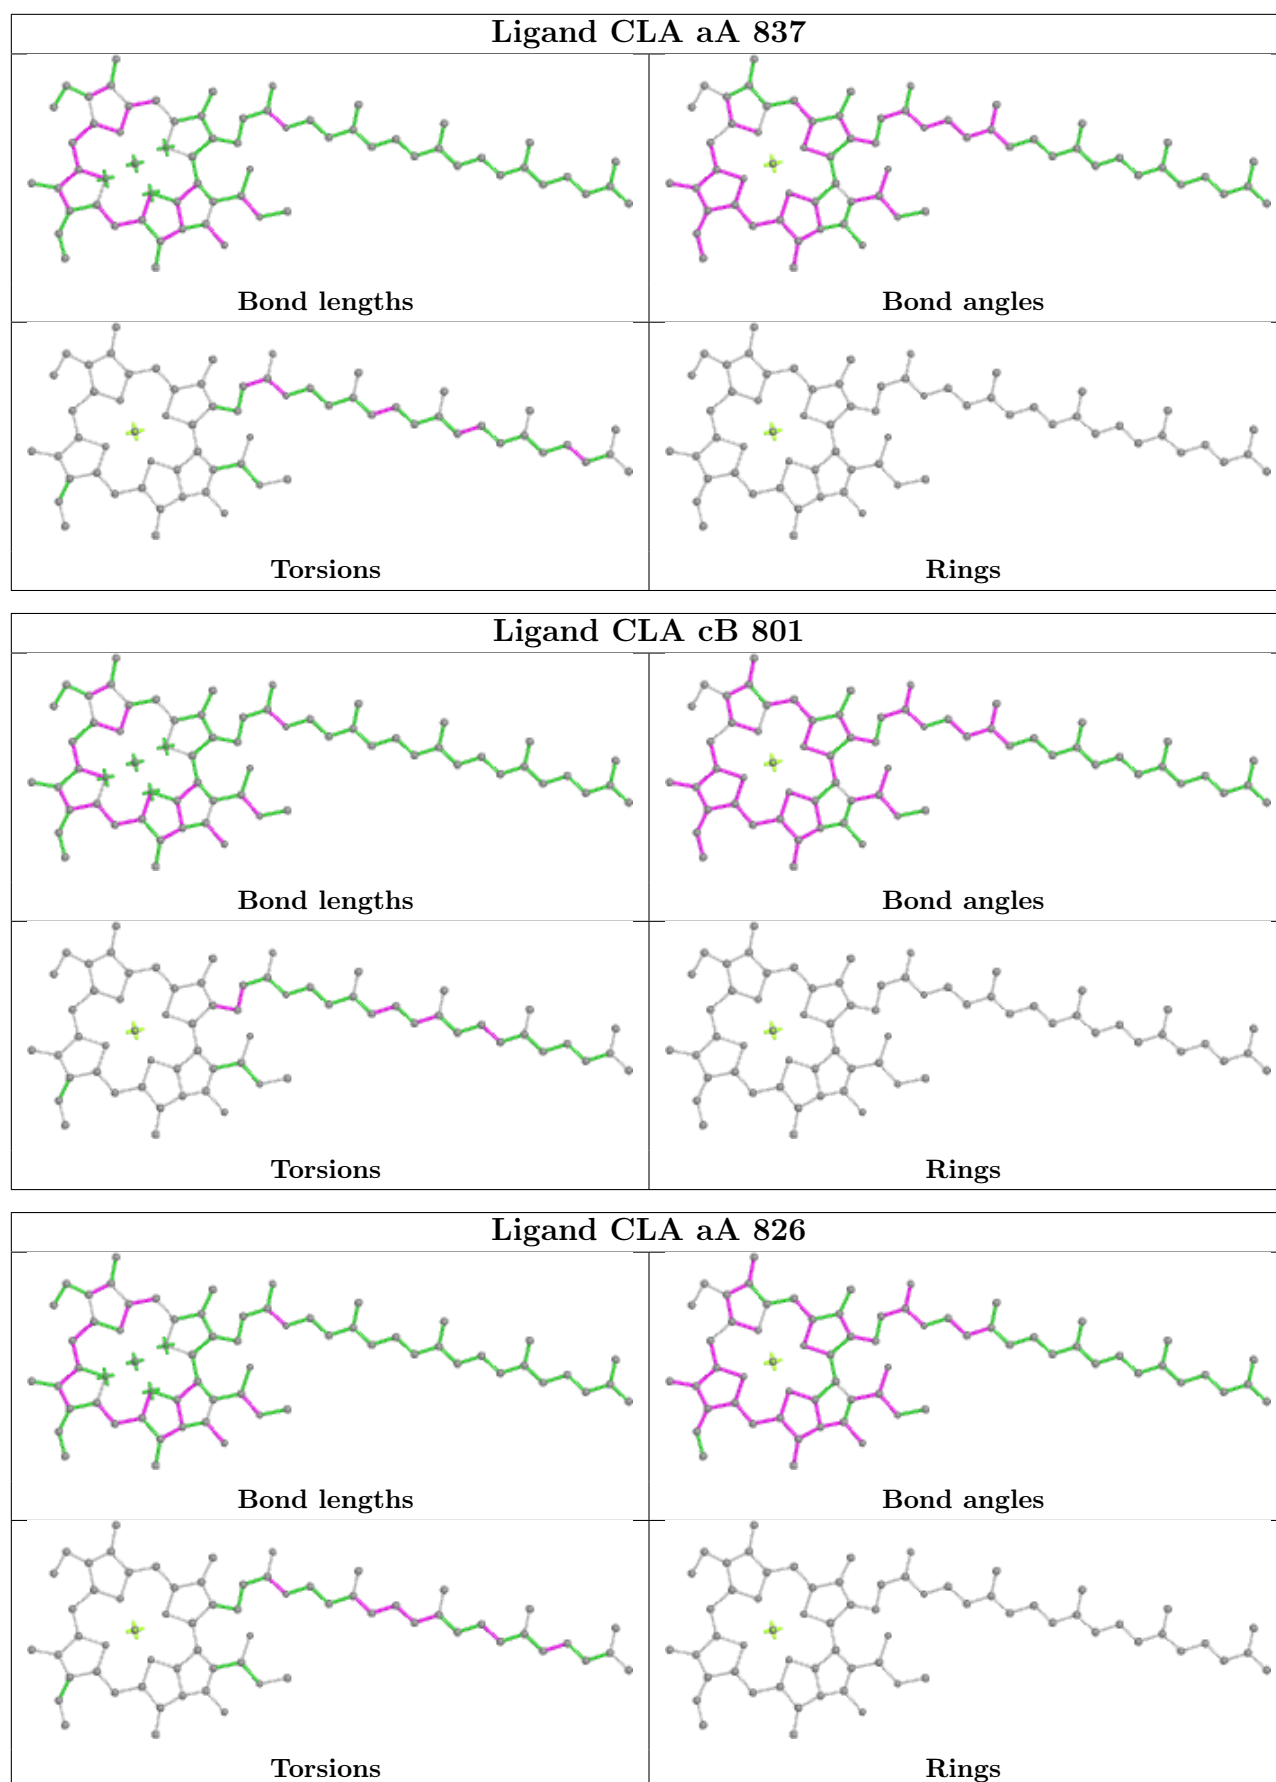 Ligand CLA aA 837
Bond lengths
Bond angles
Torsions
Rings
Ligand CLA cB 801
Bond lengths
Bond angles
Torsions
Rings
Ligand CLA aA 826
Bond lengths
Bond angles
Torsions
Rings